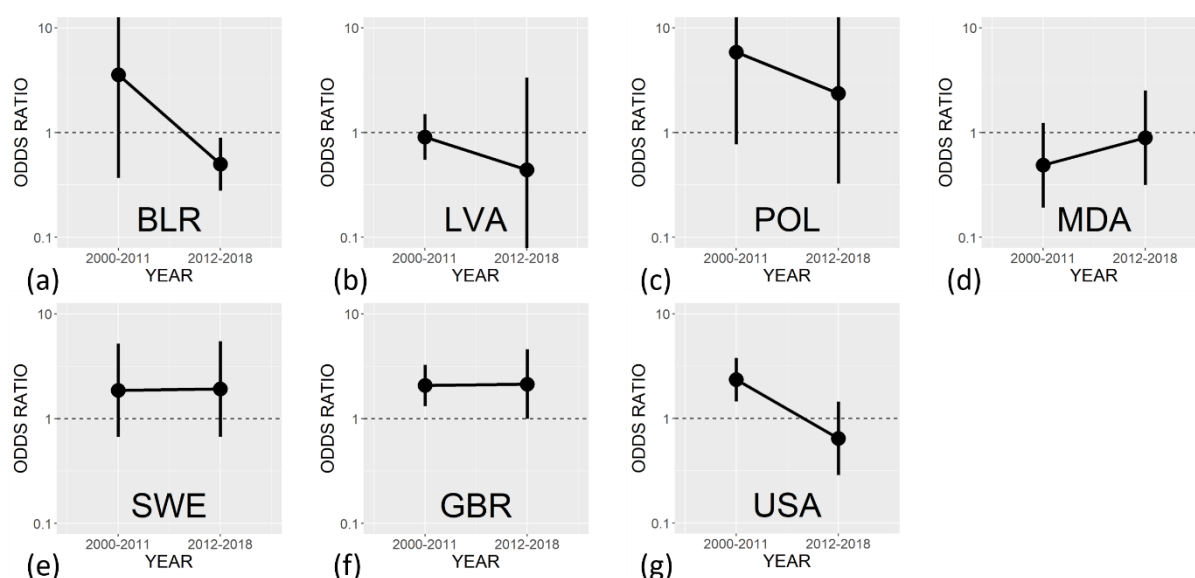 10
ODDS RATIO
1
0.1
BLR
2000-2011 2012-2018
YEAR
(a)
10
ODDS RATIO
1
0.1
LVA
2000-2011 2012-2018
YEAR
(b)
10
ODDS RATIO
1
0.1
POL
2000-2011 2012-2018
YEAR
(c)
10
ODDS RATIO
1
0.1
MDA
2000-2011 2012-2018
YEAR
(d)
10
ODDS RATIO
1
0.1
SWE
2000-2011 2012-2018
YEAR
(e)
10
ODDS RATIO
1
0.1
GBR
2000-2011 2012-2018
YEAR
(f)
10
ODDS RATIO
1
0.1
USA
2000-2011 2012-2018
YEAR
(g)